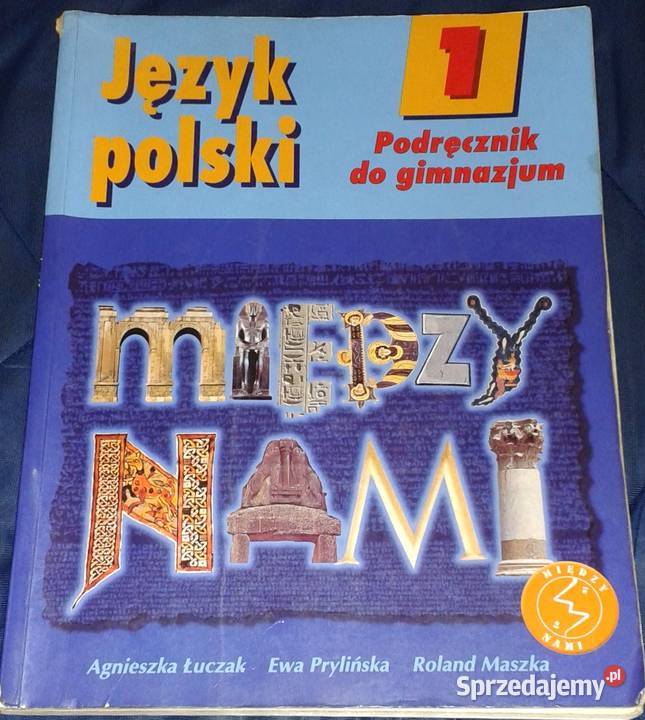 Język
polski
1
Podręcznik
do gimnazjum
MIĘDZY
NAMI
MIĘDZY
NAMI
Agnieszka Łuczak Ewa Prylińska Roland Maszka
Sprzedajemy.pl